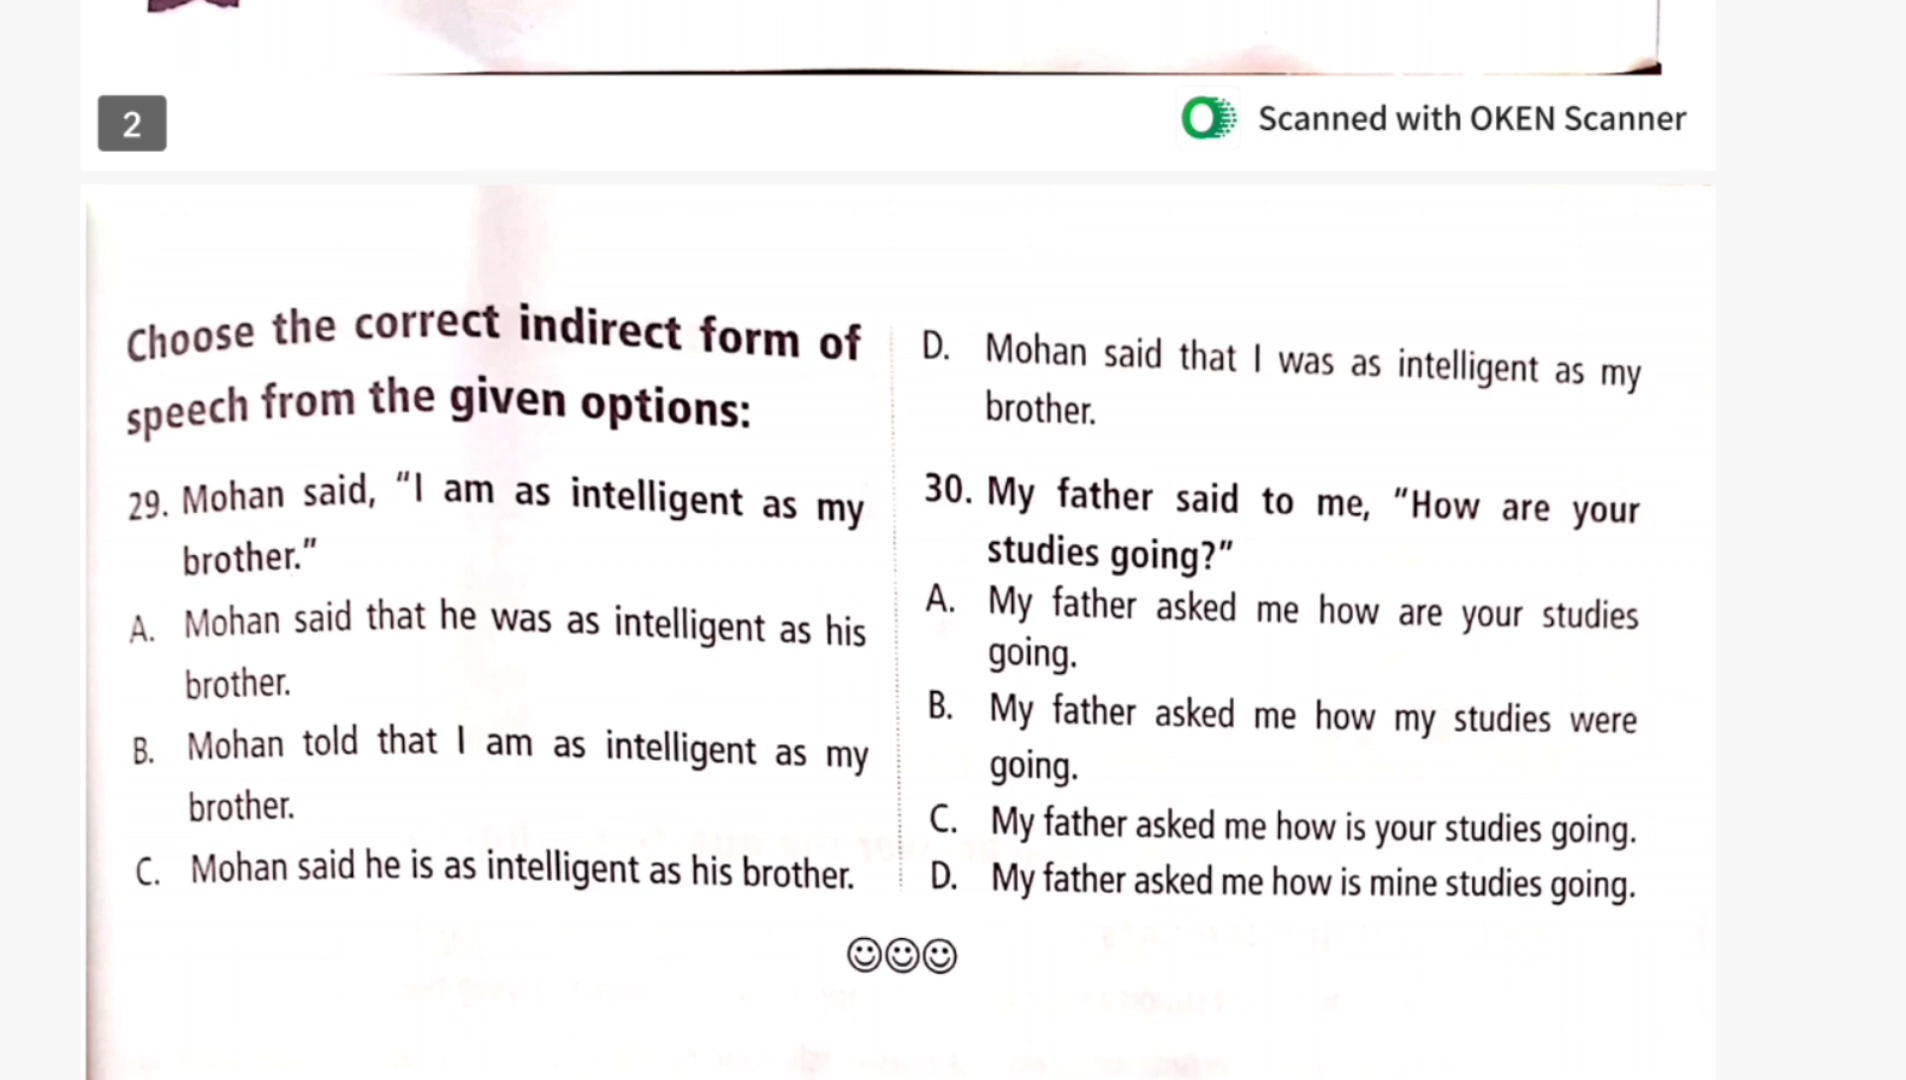 2
Scanned with OKEN Scanner
Choose the correct indirect form of
speech from the given options:
29. Mohan said, “I am as intelligent as my
brother.”
A. Mohan said that he was as intelligent as his
brother.
B. Mohan told that I am as intelligent as my
brother.
C. Mohan said he is as intelligent as his brother.
D. Mohan said that I was as intelligent as my
brother.
30. My father said to me, “How are your
studies going?”
A. My father asked me how are your studies
going.
B. My father asked me how my studies were
going.
C. My father asked me how is your studies going.
D. My father asked me how is mine studies going.